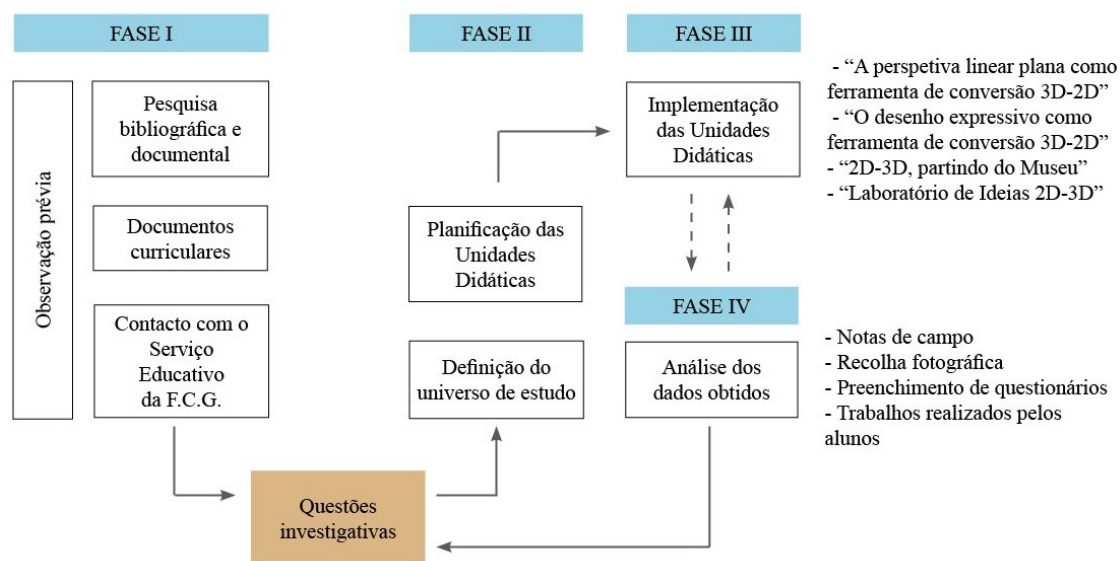 FASE I
Observação prévia
Pesquisa
bibliográfica e
documental
Documentos
curriculares
Contacto com o
Serviço
Educativo
da F.C.G.
Questões
investigativas
FASE II
Planificação das
Unidades
Didáticas
Definição do
universo de estudo
FASE III
Implementação
das Unidades
Didáticas
- “A perspetiva linear plana como
ferramenta de conversão 3D-2D”
- “O desenho expressivo como
ferramenta de conversão 3D-2D”
- “2D-3D, partindo do Museu”
- “Laboratório de Ideias 2D-3D”
FASE IV
Análise dos
dados obtidos
- Notas de campo
- Recolha fotográfica
- Preenchimento de questionários
- Trabalhos realizados pelos
alunos